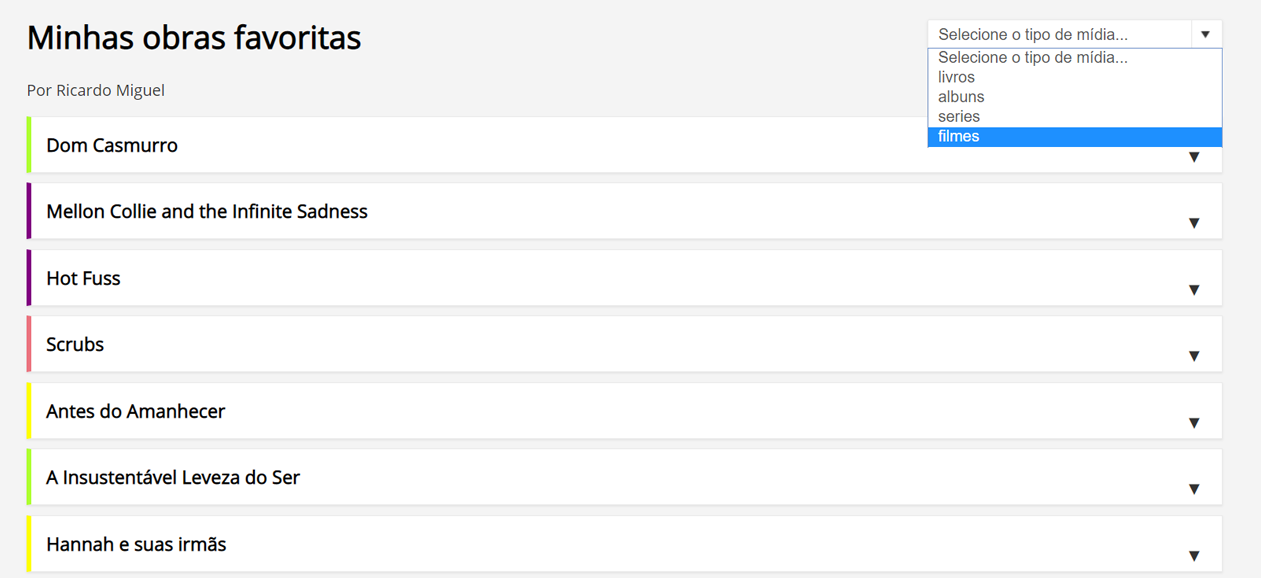 Minhas obras favoritas
Selecione o tipo de mídia...
Selecione o tipo de mídia...
livros
albuns
series
filmes
Por Ricardo Miguel
Dom Casmurro
Mellon Collie and the Infinite Sadness
Hot Fuss
Scrubs
Antes do Amanhecer
A Insustentável Leveza do Ser
Hannah e suas irmãs